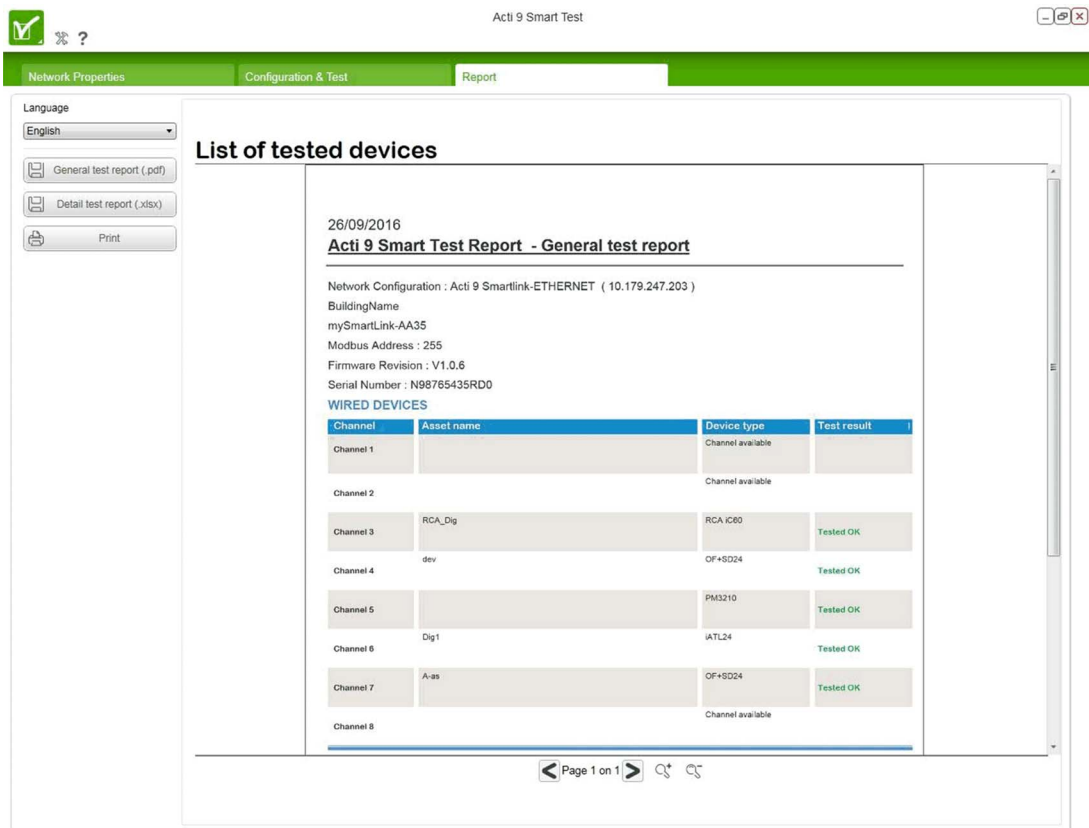 Acti 9 Smart Test
?
Network Properties
Configuration & Test
Report
Language
English
General test report (.pdf)
Detail test report (.xlsx)
Print
List of tested devices
26/09/2016
Acti 9 Smart Test Report - General test report
Network Configuration : Acti 9 Smartlink-ETHERNET ( 10.179.247.203 )
BuildingName
mySmartLink-AA35
Modbus Address : 255
Firmware Revision : V1.0.6
Serial Number : N98765435RD0
WIRED DEVICES
Channel Asset name Device type Test result
Channel 1 Channel available
Channel 2 Channel available
Channel 3 RCA_Dig RCA iC60 Tested OK
Channel 4 dev OF+SD24 Tested OK
Channel 5 PM3210 Tested OK
Channel 6 Dig1 iATL24 Tested OK
Channel 7 A-as OF+SD24 Tested OK
Channel 8 Channel available
Page 1 on 1